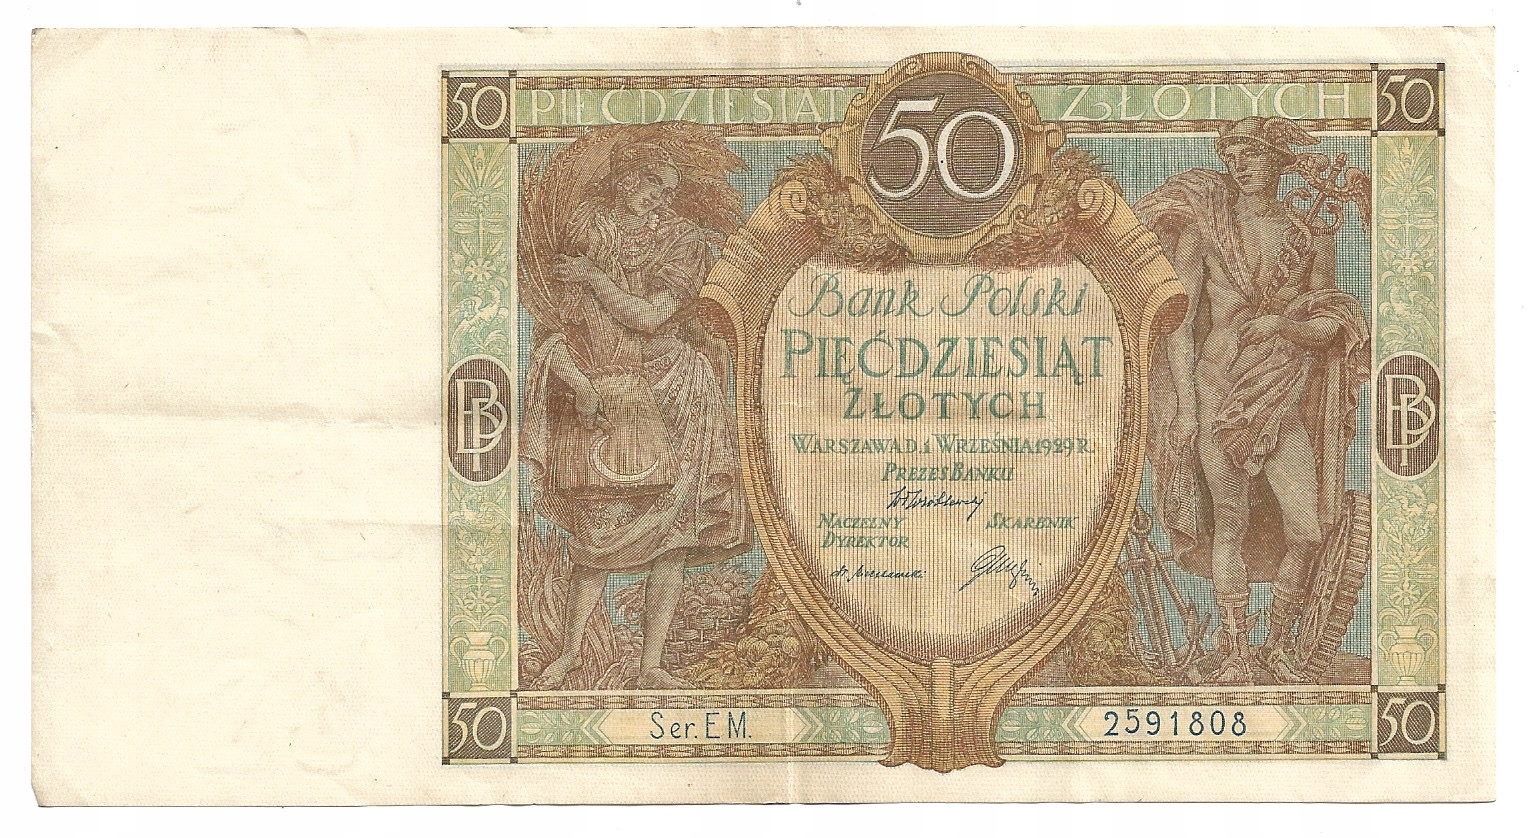 50 PIĘĆDZIESIĄT 50 ZŁOTYCH 50
Bank Polski
PIĘĆDZIESIĄT
ZŁOTYCH
WARSZAWA D. 1 WRZEŚNIA 1929 R.
PREZES BANKU
NACZELNY SKARBNIK
DYREKTOR
BP BP
50 Ser. EM. 2591808 50